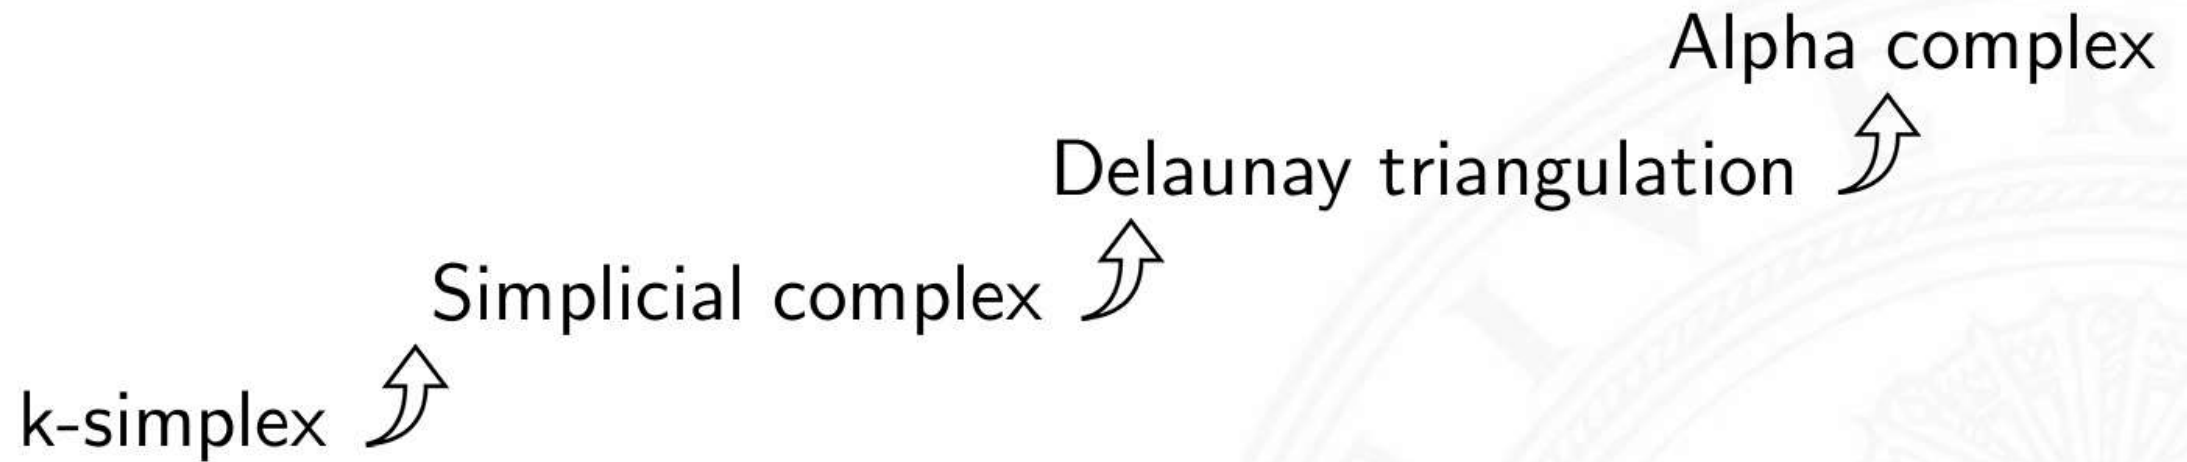 Alpha complex
Delaunay triangulation
Simplicial complex
k-simplex